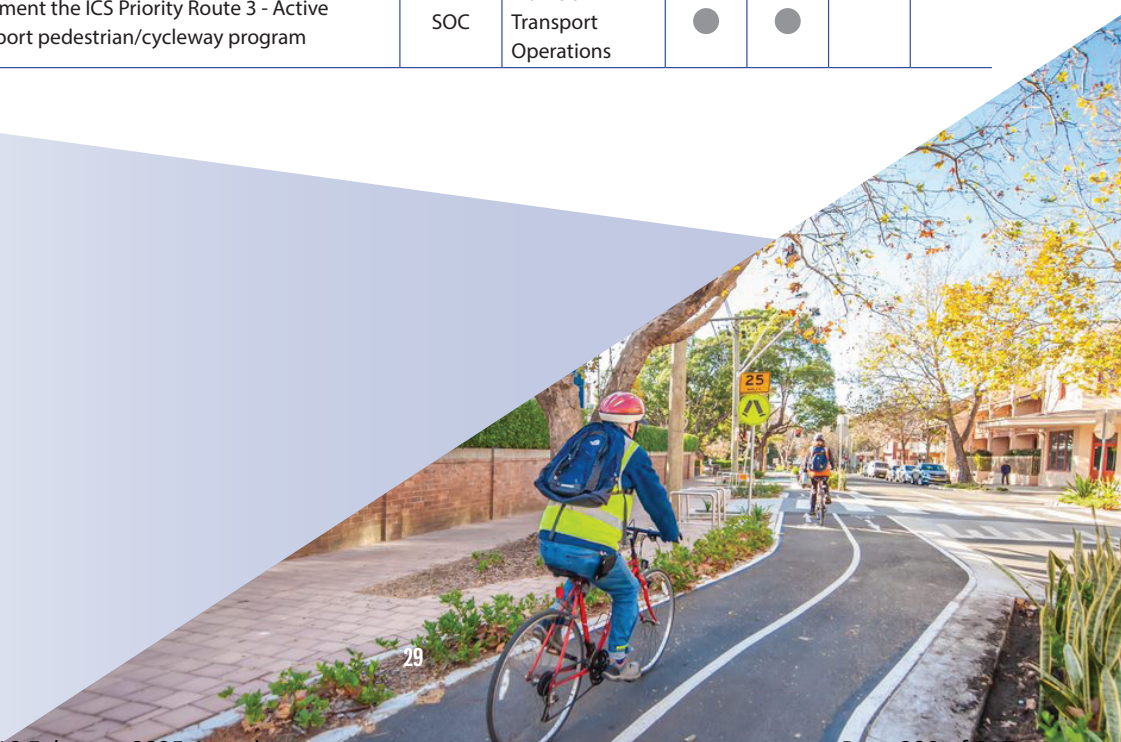 ment the ICS Priority Route 3 - Active
port pedestrian/cycleway program
SOC
Transport
Operations
25
29